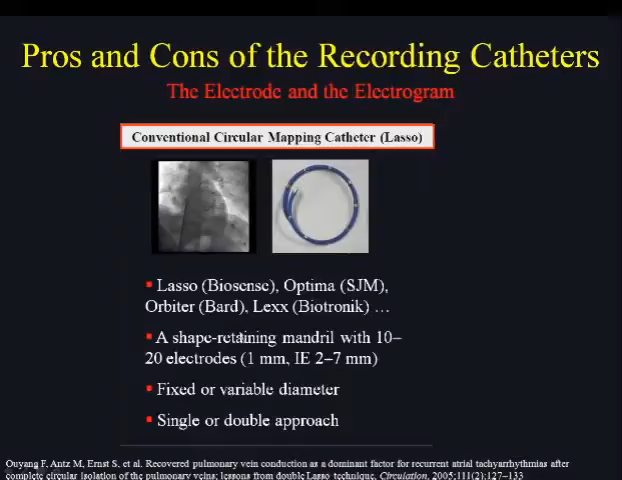 Pros and Cons of the Recording Catheters
The Electrode and the Electrogram
Conventional Circular Mapping Catheter (Lasso)
▪ Lasso (Biosense), Optima (SJM),
Orbiter (Bard), Lexx (Biotronik) …
▪ A shape-retaining mandril with 10–
20 electrodes (1 mm, IE 2–7 mm)
▪ Fixed or variable diameter
▪ Single or double approach
Ouyang F, Antz M, Ernst S, et al. Recovered pulmonary vein conduction as a dominant factor for recurrent atrial tachyarrhythmias after
complete circular isolation of the pulmonary veins; lessons from double Lasso technique, Circulation, 2005;111(2):127–133